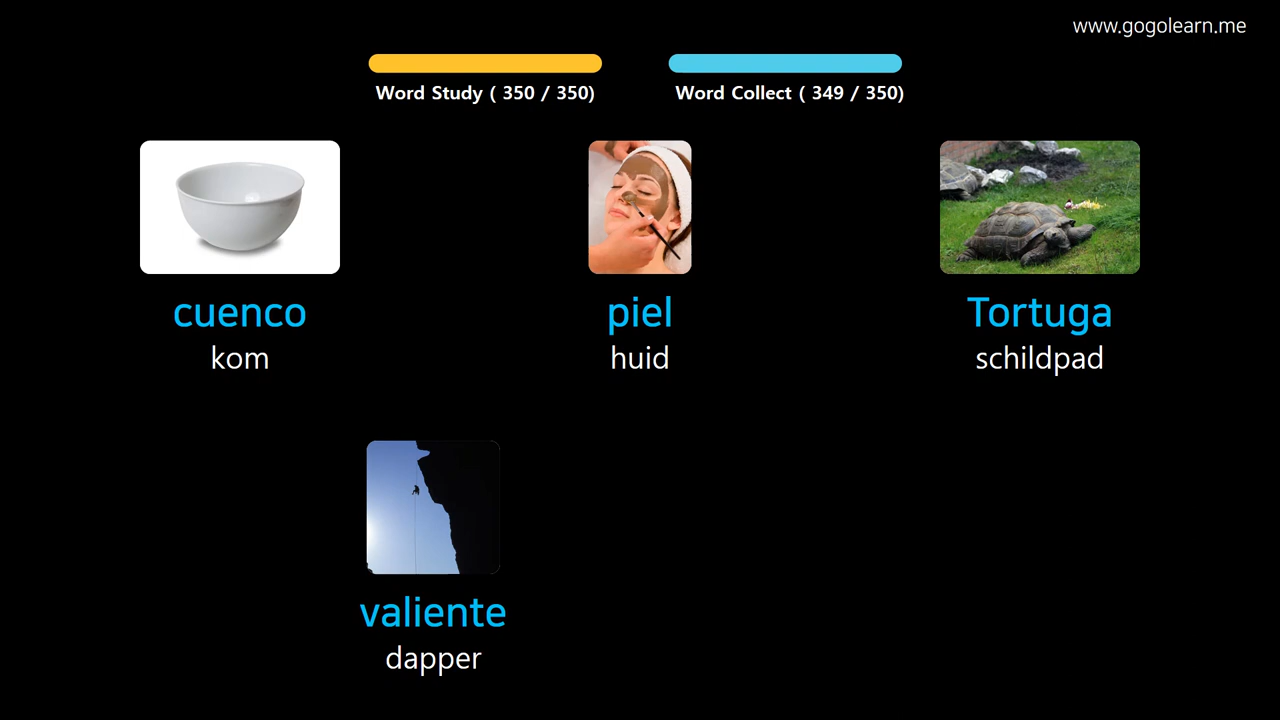 www.gogolearn.me
Word Study ( 350 / 350)
Word Collect ( 349 / 350)
cuenco
kom
piel
huid
Tortuga
schildpad
valiente
dapper